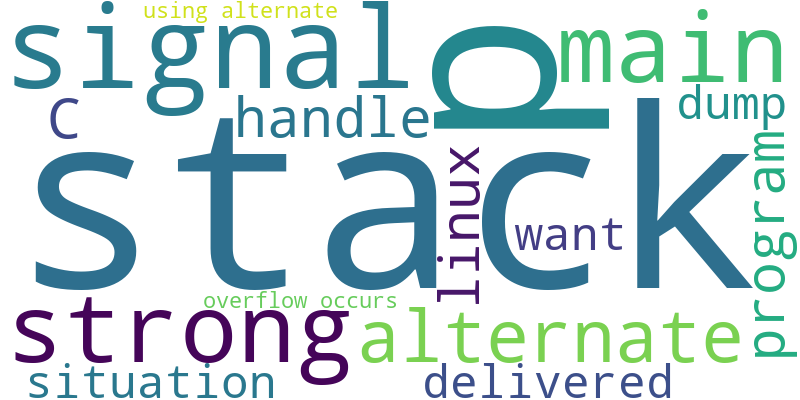 using alternate
signal
p
main
C
handle
dump
stack
linux
want
program
overflow occurs
strong
alternate
situation
delivered